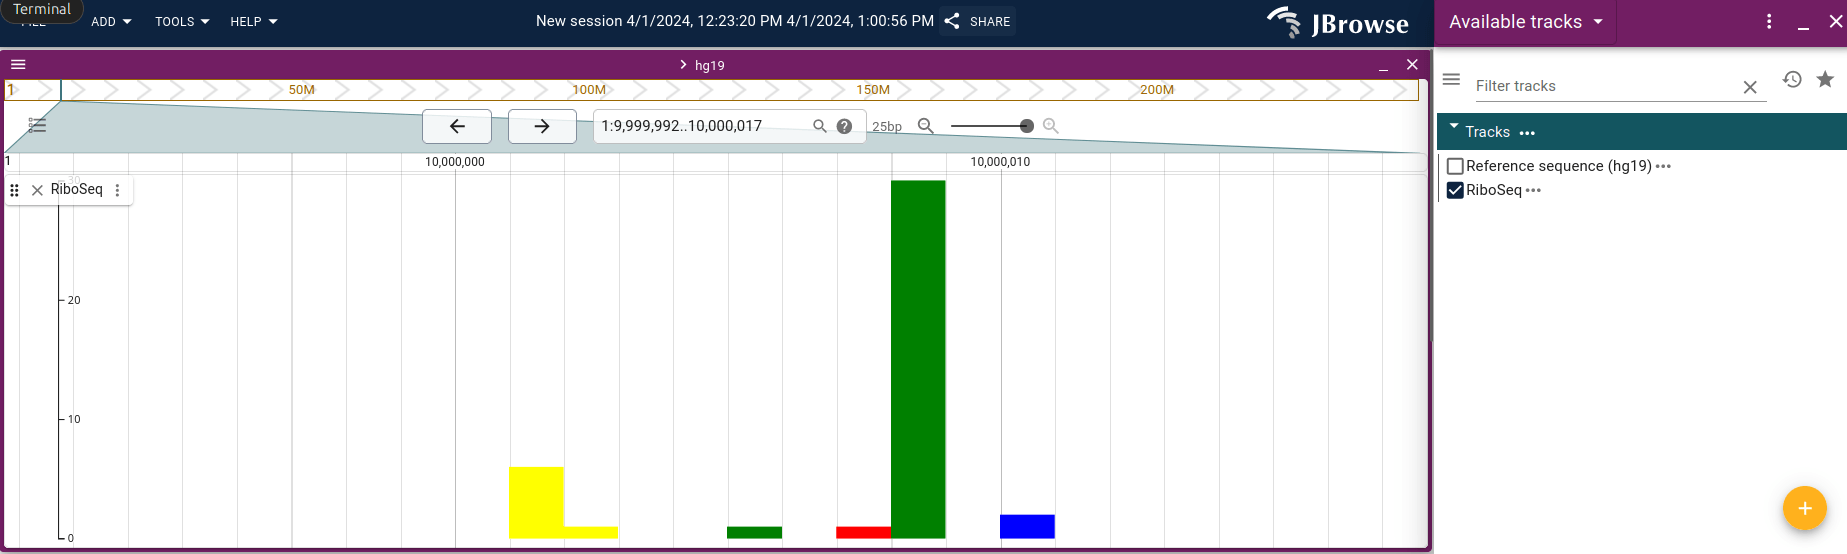 Terminal
FILE ADD TOOLS HELP New session 4/1/2024, 12:23:20 PM 4/1/2024, 1:00:56 PM SHARE JBrowse Available tracks
hg19
1 50M 100M 150M 200M
Filter tracks
1:9,999,992..10,000,017 ? 25bp
Tracks
1 10,000,000 10,000,010
Reference sequence (hg19)
30
RiboSeq
RiboSeq
20
10
0